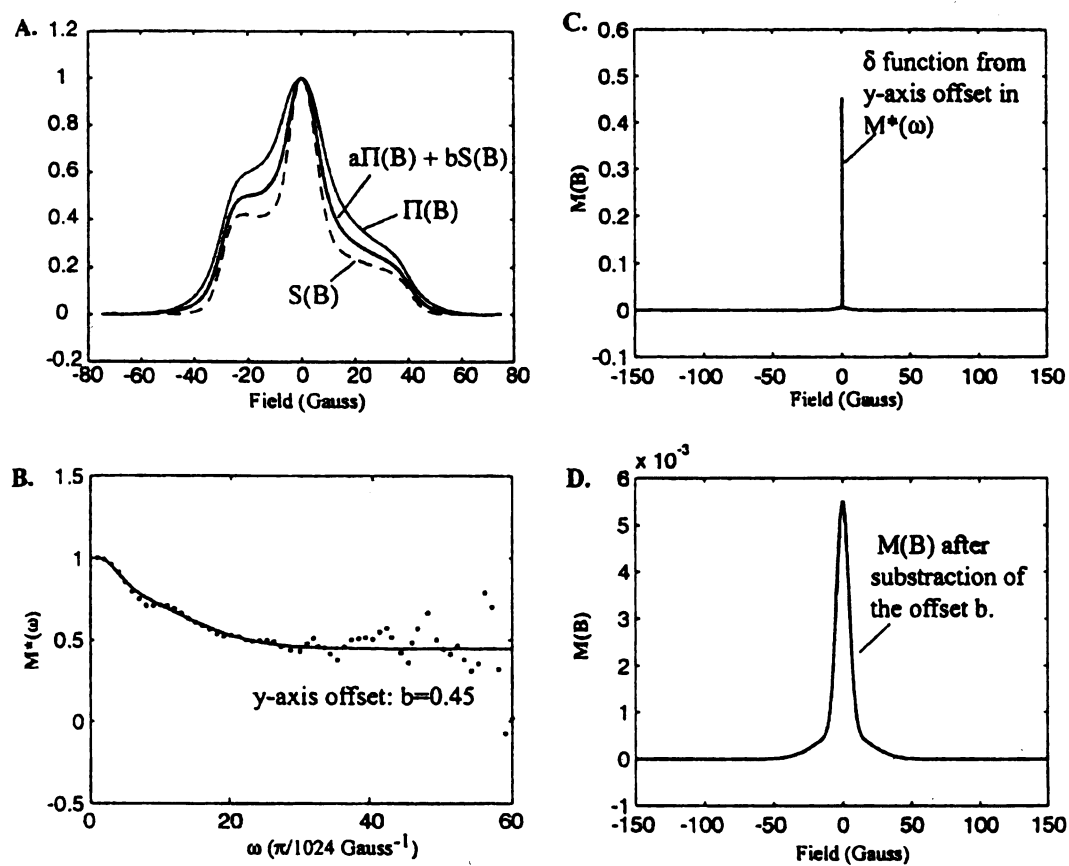 A.
1.2
1
0.8
0.6
0.4
0.2
0
-0.2
-80 -60 -40 -20 0 20 40 60 80
Field (Gauss)
aΠ(B) + bS(B)
Π(B)
S(B)
B.
1.5
1
0.5
0
-0.5
0 20 40 60
M*(ω)
ω (π/1024 Gauss⁻¹)
y-axis offset: b=0.45
C.
0.6
0.5
0.4
0.3
0.2
0.1
0
-0.1
-150 -100 -50 0 50 100 150
M(B)
Field (Gauss)
δ function from
y-axis offset in
M*(ω)
D.
x 10⁻³
6
5
4
3
2
1
0
-1
-150 -100 -50 0 50 100 150
M(B)
Field (Gauss)
M(B) after
substraction of
the offset b.